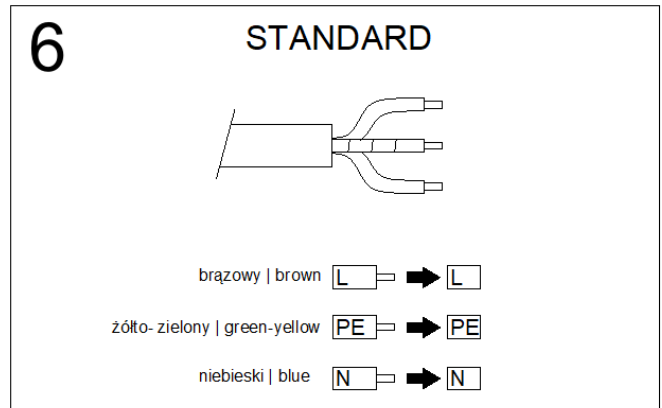 6
STANDARD
brązowy | brown L L
żółto- zielony | green-yellow PE PE
niebieski | blue N N